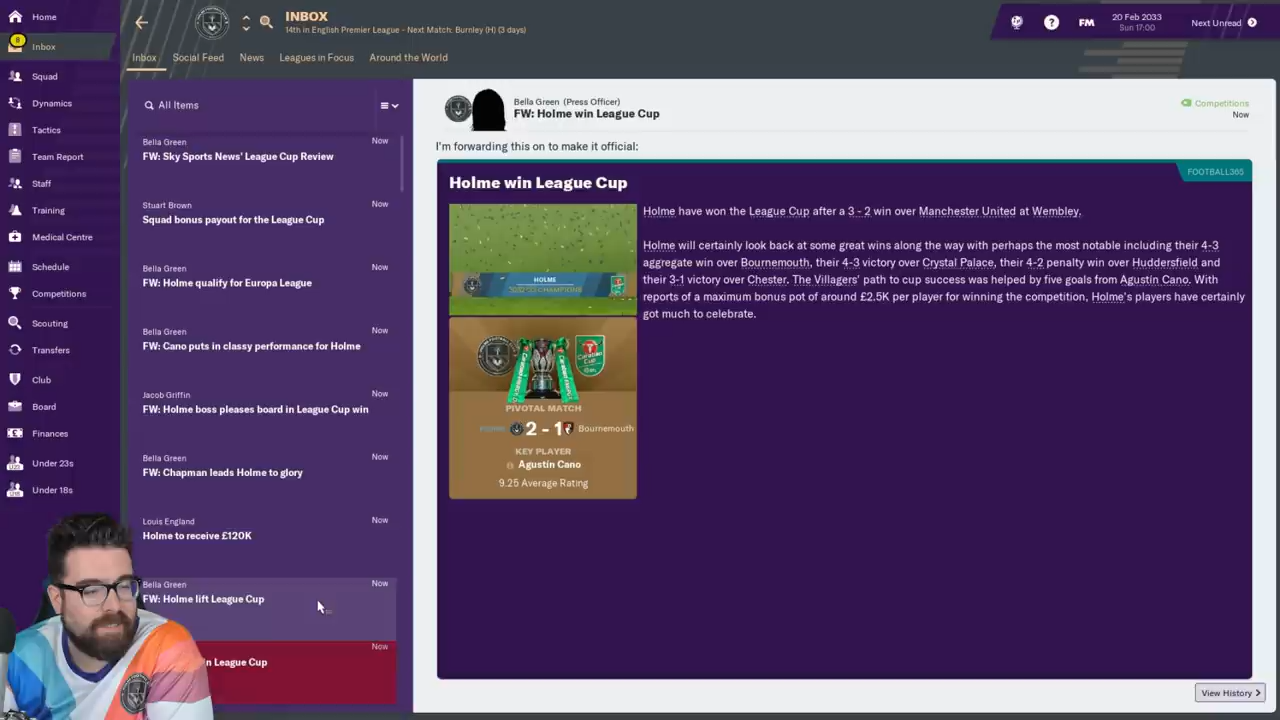 Home
Inbox
8
Squad
Dynamics
Tactics
Team Report
Staff
Training
Medical Centre
Schedule
Competitions
Scouting
Transfers
Club
Board
Finances
Under 23s
Under 18s
INBOX
14th in English Premier League - Next Match: Burnley (H) (3 days)
FM
20 Feb 2033
Sun 17:00
Next Unread
Inbox
Social Feed
News
Leagues in Focus
Around the World
All Items
Bella Green
Now
FW: Sky Sports News' League Cup Review
Stuart Brown
Now
Squad bonus payout for the League Cup
Bella Green
Now
FW: Holme qualify for Europa League
Bella Green
Now
FW: Cano puts in classy performance for Holme
Jacob Griffin
Now
FW: Holme boss pleases board in League Cup win
Bella Green
Now
FW: Chapman leads Holme to glory
Louis England
Now
Holme to receive £120K
Bella Green
Now
FW: Holme lift League Cup
Now
n League Cup
Bella Green (Press Officer)
FW: Holme win League Cup
Competitions
Now
I'm forwarding this on to make it official:
FOOTBALL365
Holme win League Cup
Holme have won the League Cup after a 3 - 2 win over Manchester United at Wembley.
Holme will certainly look back at some great wins along the way with perhaps the most notable including their 4-3
aggregate win over Bournemouth, their 4-3 victory over Crystal Palace, their 4-2 penalty win over Huddersfield and
their 3-1 victory over Chester. The Villagers' path to cup success was helped by five goals from Agustín Cano. With
reports of a maximum bonus pot of around £2.5K per player for winning the competition, Holme's players have certainly
got much to celebrate.
HOLME
CHAMPIONS
PIVOTAL MATCH
HOLME 2 - 1 Bournemouth
KEY PLAYER
Agustín Cano
9.25 Average Rating
View History